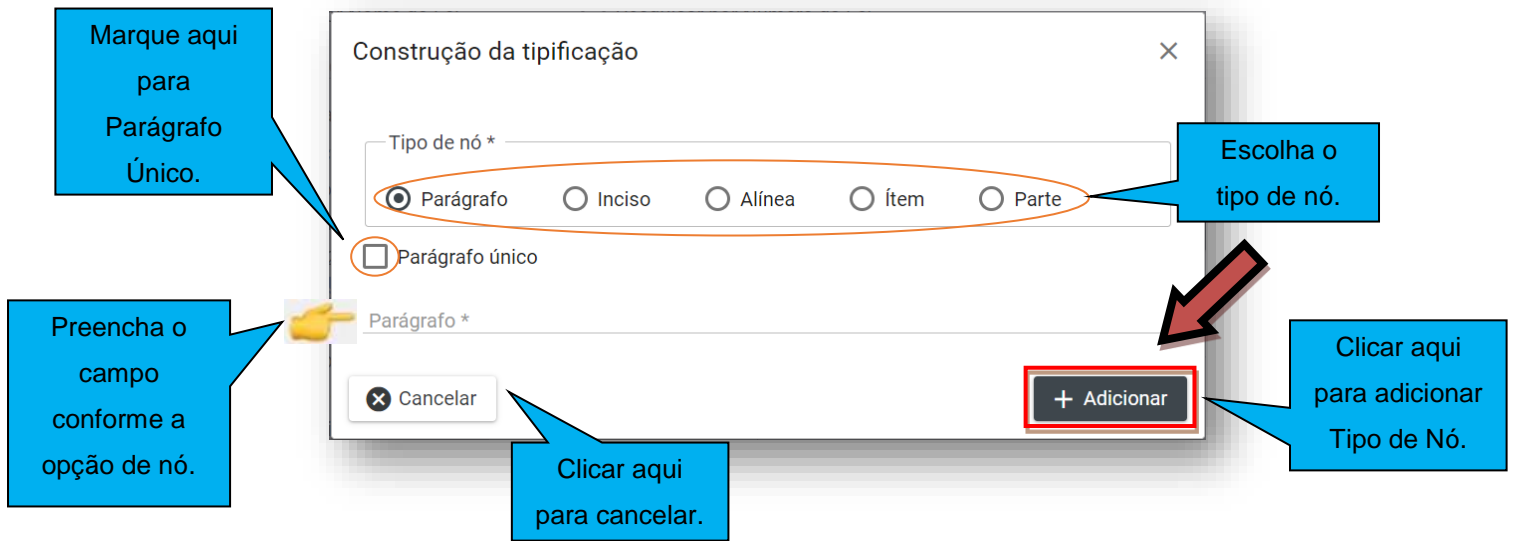 Marque aqui
para
Parágrafo
Único.
Construção da tipificação
Tipo de nó *
Parágrafo
Inciso
Alínea
Ítem
Parte
Escolha o
tipo de nó.
Parágrafo único
Preencha o
campo
conforme a
opção de nó.
Parágrafo *
Cancelar
Adicionar
Clicar aqui
para adicionar
Tipo de Nó.
Clicar aqui
para cancelar.